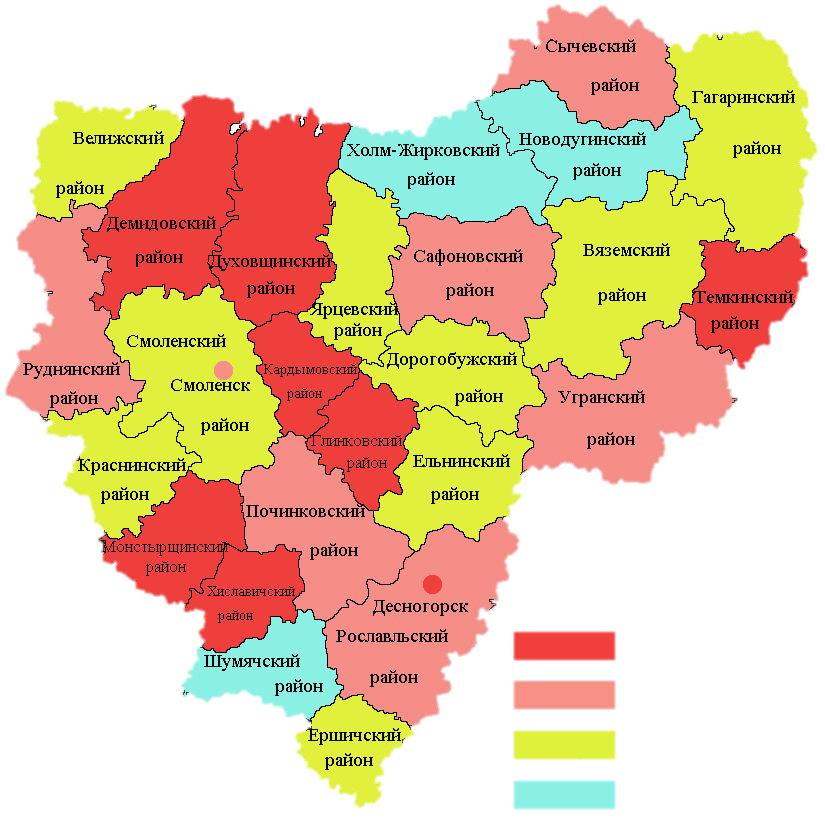 Сычевский
район
Гагаринский
район
Велижский
район
Холм-Жирковский
район
Новодугинский
район
Демидовский
район
Духовщинский
район
Сафоновский
район
Вяземский
район
Темкинский
район
Ярцевский
район
Смоленский
Смоленск
район
Руднянский
район
Кардымовский
район
Дорогобужский
район
Угранский
район
Глинковский
район
Ельнинский
район
Краснинский
район
Починковский
район
Монстырщинский
район
Хиславичский
район
Десногорск
Рославльский
район
Шумячский
район
Ершичский
район